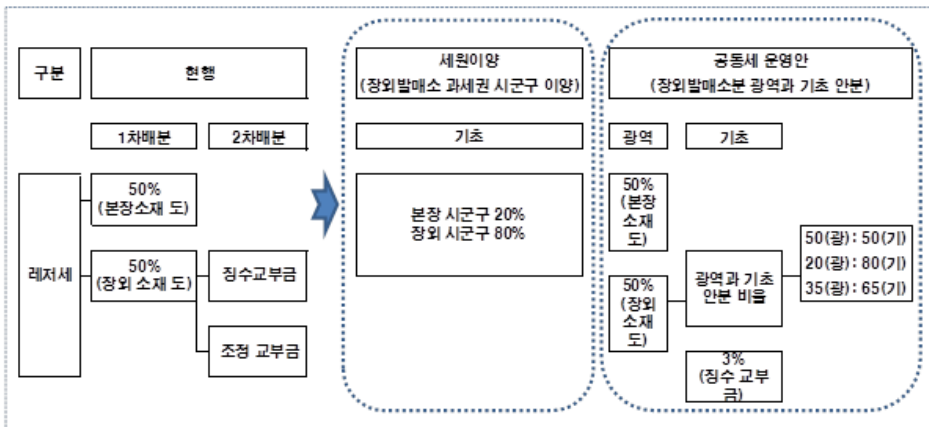 구분
현행
세원이양
(장외발매소 과세권 시군구 이양)
공동세 운영안
(장외발매소분 광역과 기초 안분)
1차배분
2차배분
기초
광역
기초
레저세
50%
(본장소재 도)
50%
(장외 소재 도)
징수교부금
조정 교부금
본장 시군구 20%
장외 시군구 80%
50%
(본장
소재
도)
50%
(장외
소재
도)
광역과 기초
안분 비율
3%
(징수 교부
금)
50(광) : 50(기)
20(광) : 80(기)
35(광) : 65(기)